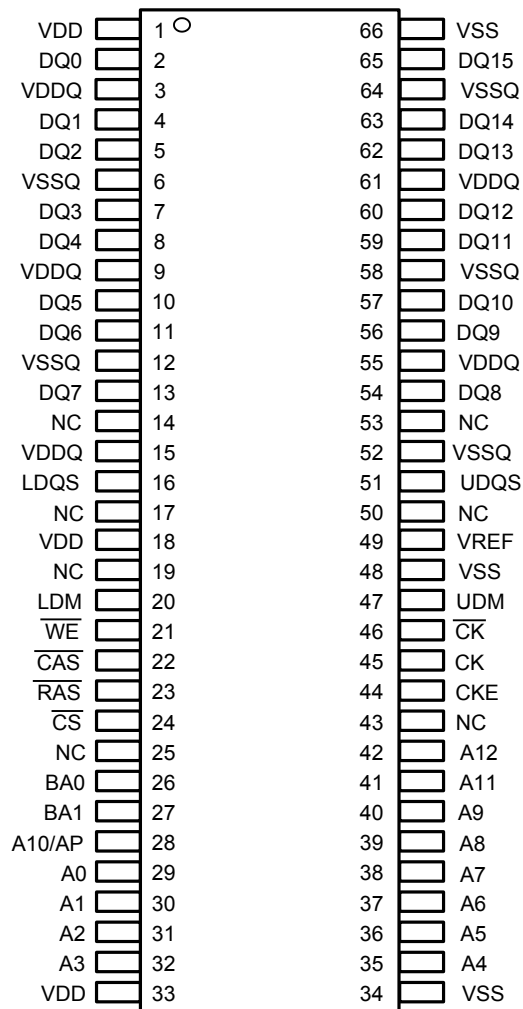 VDD 1 66 VSS
DQ0 2 65 DQ15
VDDQ 3 64 VSSQ
DQ1 4 63 DQ14
DQ2 5 62 DQ13
VSSQ 6 61 VDDQ
DQ3 7 60 DQ12
DQ4 8 59 DQ11
VDDQ 9 58 VSSQ
DQ5 10 57 DQ10
DQ6 11 56 DQ9
VSSQ 12 55 VDDQ
DQ7 13 54 DQ8
NC 14 53 NC
VDDQ 15 52 VSSQ
LDQS 16 51 UDQS
NC 17 50 NC
VDD 18 49 VREF
NC 19 48 VSS
LDM 20 47 UDM
W̅E̅ 21 46 C̅K̅
C̅A̅S̅ 22 45 CK
R̅A̅S̅ 23 44 CKE
C̅S̅ 24 43 NC
NC 25 42 A12
BA0 26 41 A11
BA1 27 40 A9
A10/AP 28 39 A8
A0 29 38 A7
A1 30 37 A6
A2 31 36 A5
A3 32 35 A4
VDD 33 34 VSS